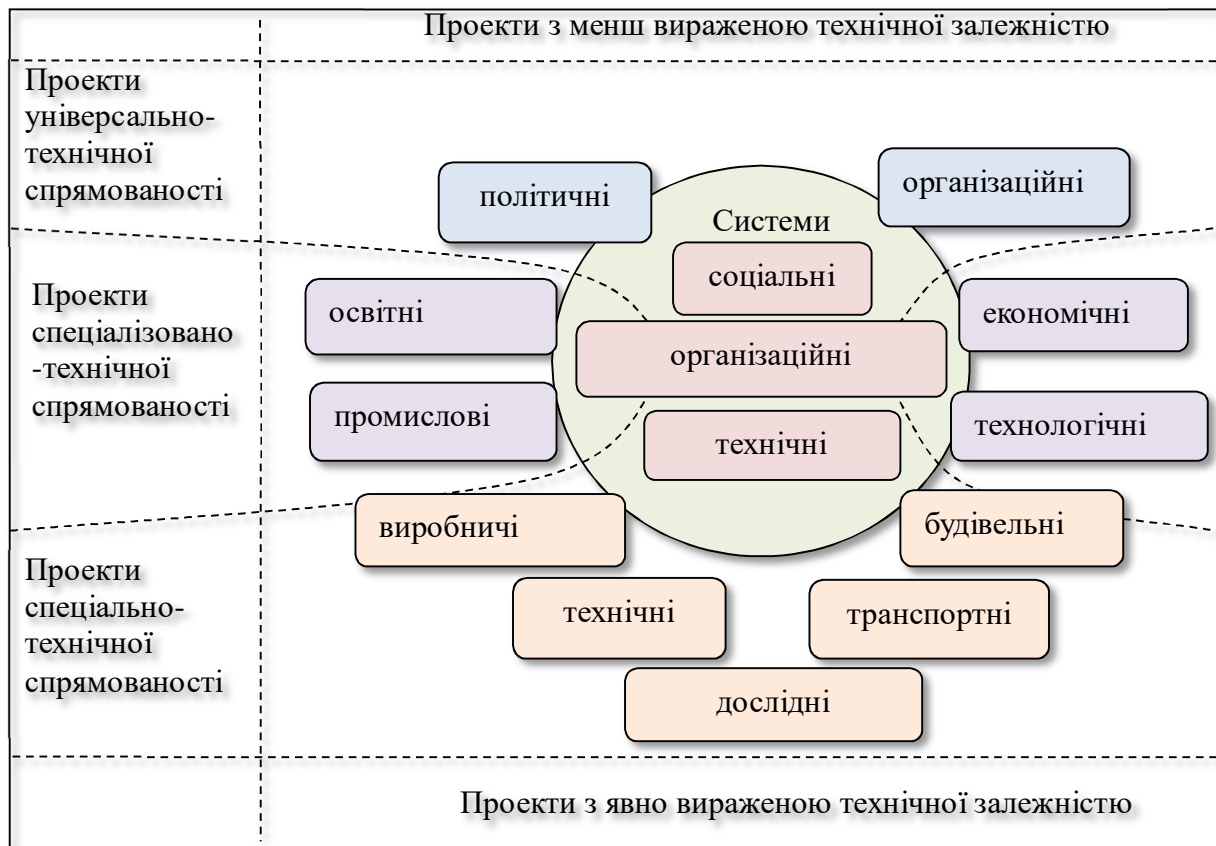 Проекти з менш вираженою технічної залежністю
Проекти
універсально-
технічної
спрямованості
політичні
організаційні
Системи
соціальні
Проекти
спеціалізовано
-технічної
спрямованості
освітні
економічні
організаційні
промислові
технологічні
технічні
виробничі
будівельні
Проекти
спеціально-
технічної
спрямованості
технічні
транспортні
дослідні
Проекти з явно вираженою технічної залежністю